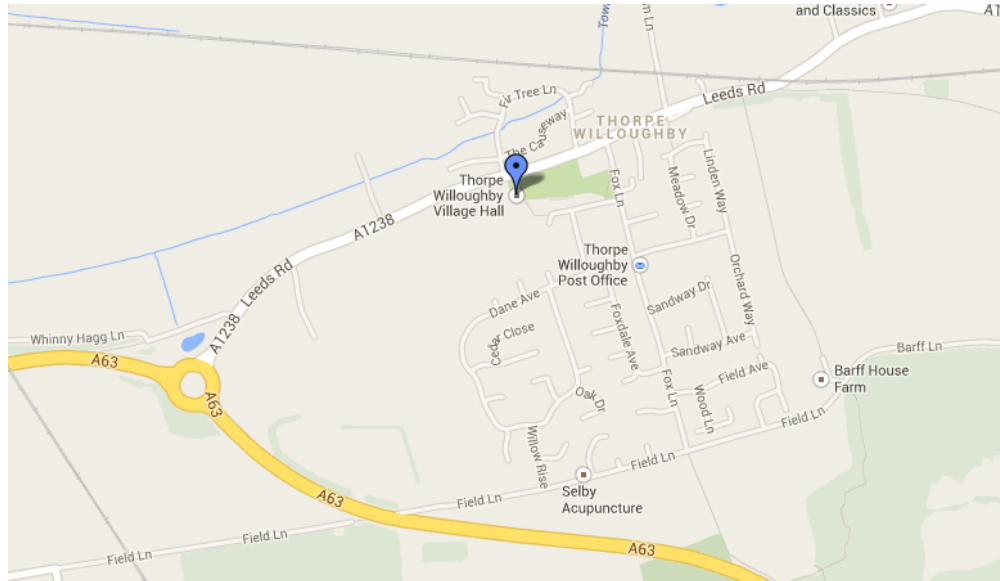 and Classics
A1
Tow
m Ln
Leeds Rd
Fir Tree Ln
THORPE
WILLOUGHBY
The Causeway
Thorpe
Willoughby
Village Hall
Fox Ln
Linden Way
Meadow Dr
A1238
Thorpe
Willoughby
Post Office
Leeds Rd
Sandway Dr
Orchard Way
Dane Ave
Foxdale Ave
Whinny Hagg Ln
A1238
Cedar Close
Sandway Ave
Barff Ln
A63
Field Ave
Barff House
Farm
Fox Ln
A63
Oak Dr
Wood Ln
Field Ln
Willow Rise
Field Ln
Selby
Acupuncture
A63
Field Ln
A63
Field Ln